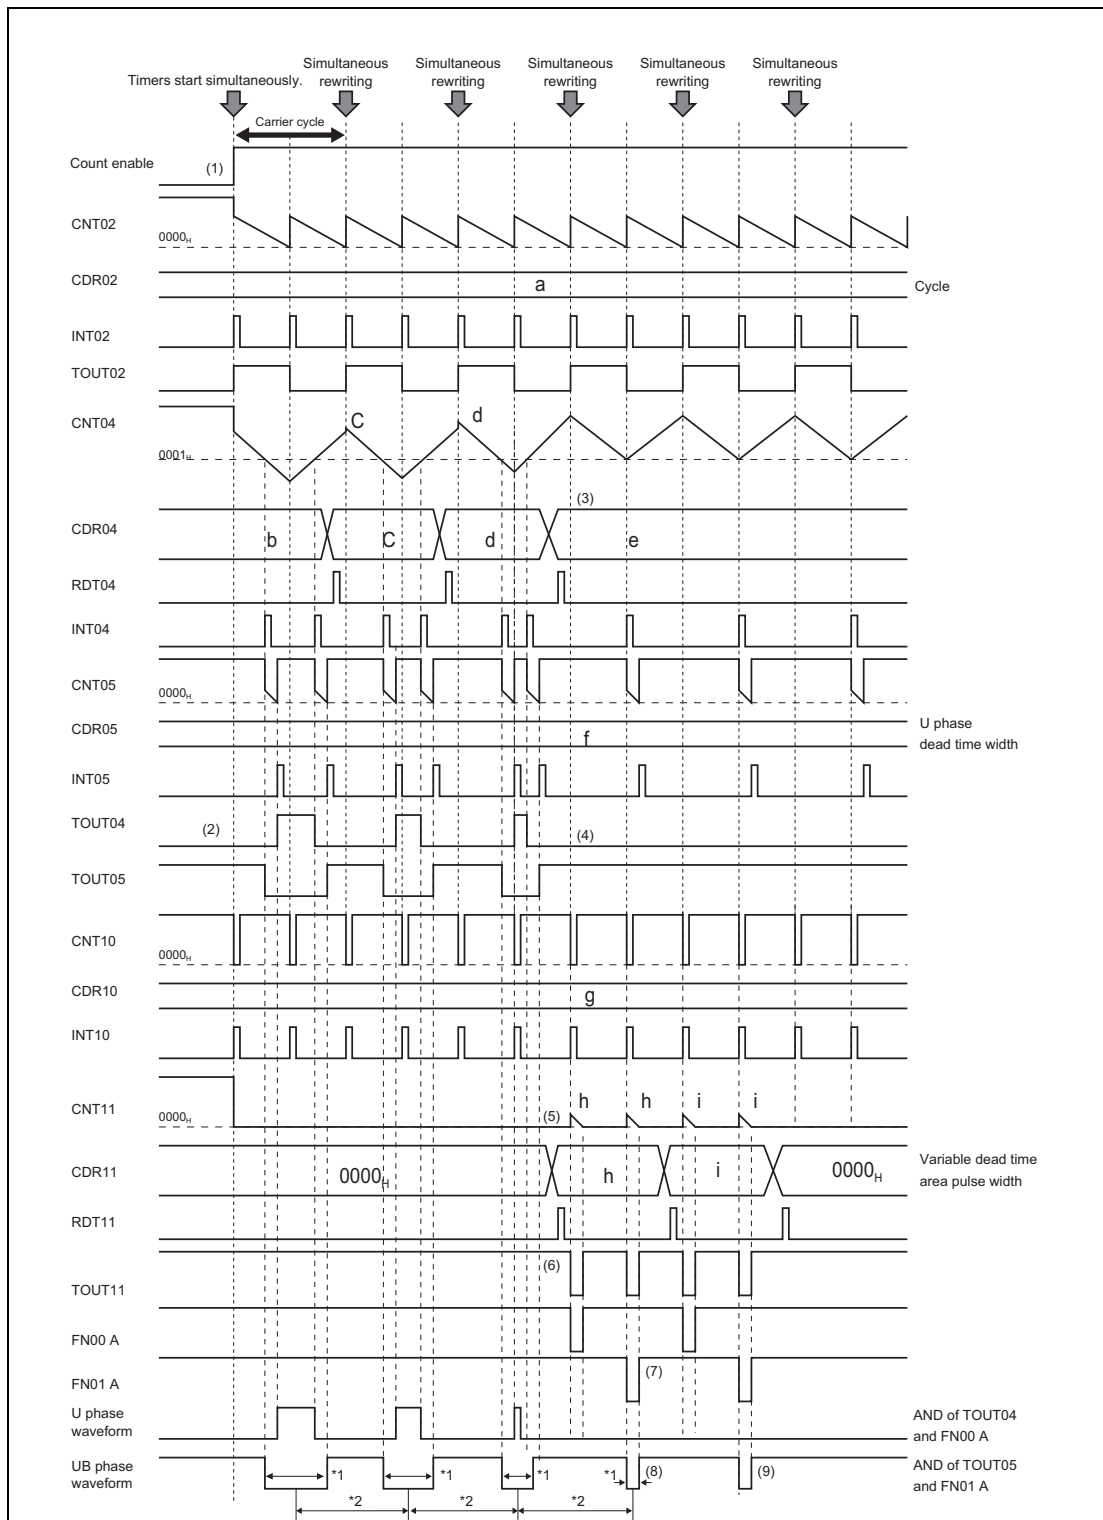 Timers start simultaneously.
Simultaneous
rewriting
Simultaneous
rewriting
Simultaneous
rewriting
Simultaneous
rewriting
Simultaneous
rewriting
Carrier cycle
Count enable
(1)
CNT02
0000H
CDR02
a
Cycle
INT02
TOUT02
CNT04
C
d
0001H
(3)
CDR04
b
C
d
e
RDT04
INT04
CNT05
0000H
CDR05
f
U phase
dead time width
INT05
TOUT04
(2)
(4)
TOUT05
CNT10
0000H
CDR10
g
INT10
CNT11
0000H
(5)
h
h
i
i
CDR11
0000H
h
i
0000H
Variable dead time
area pulse width
RDT11
TOUT11
(6)
FN00 A
FN01 A
(7)
U phase
waveform
AND of TOUT04
and FN00 A
UB phase
waveform
*1
*1
*1
*1
(8)
(9)
AND of TOUT05
and FN01 A
*2
*2
*2